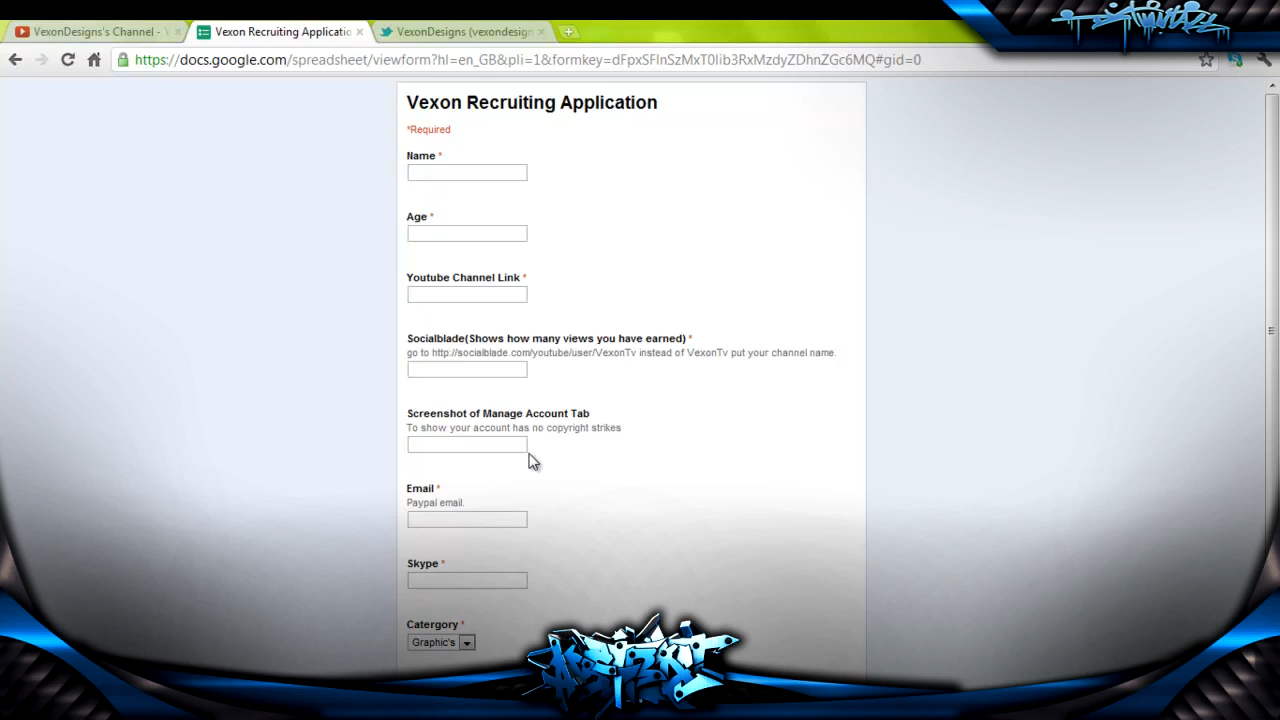 VexonDesigns's Channel - Y
Vexon Recruiting Applicatio
VexonDesigns (vexondesign
https://docs.google.com/spreadsheet/viewform?hl=en_GB&pli=1&formkey=dFpxSFlnSzMxT0lib3RxMzdyZDhnZGc6MQ#gid=0
Vexon Recruiting Application
*Required
Name *
Age *
Youtube Channel Link *
Socialblade(Shows how many views you have earned) *
go to http://socialblade.com/youtube/user/VexonTv instead of VexonTv put your channel name.
Screenshot of Manage Account Tab
To show your account has no copyright strikes
Email *
Paypal email.
Skype *
Catergory *
Graphic's